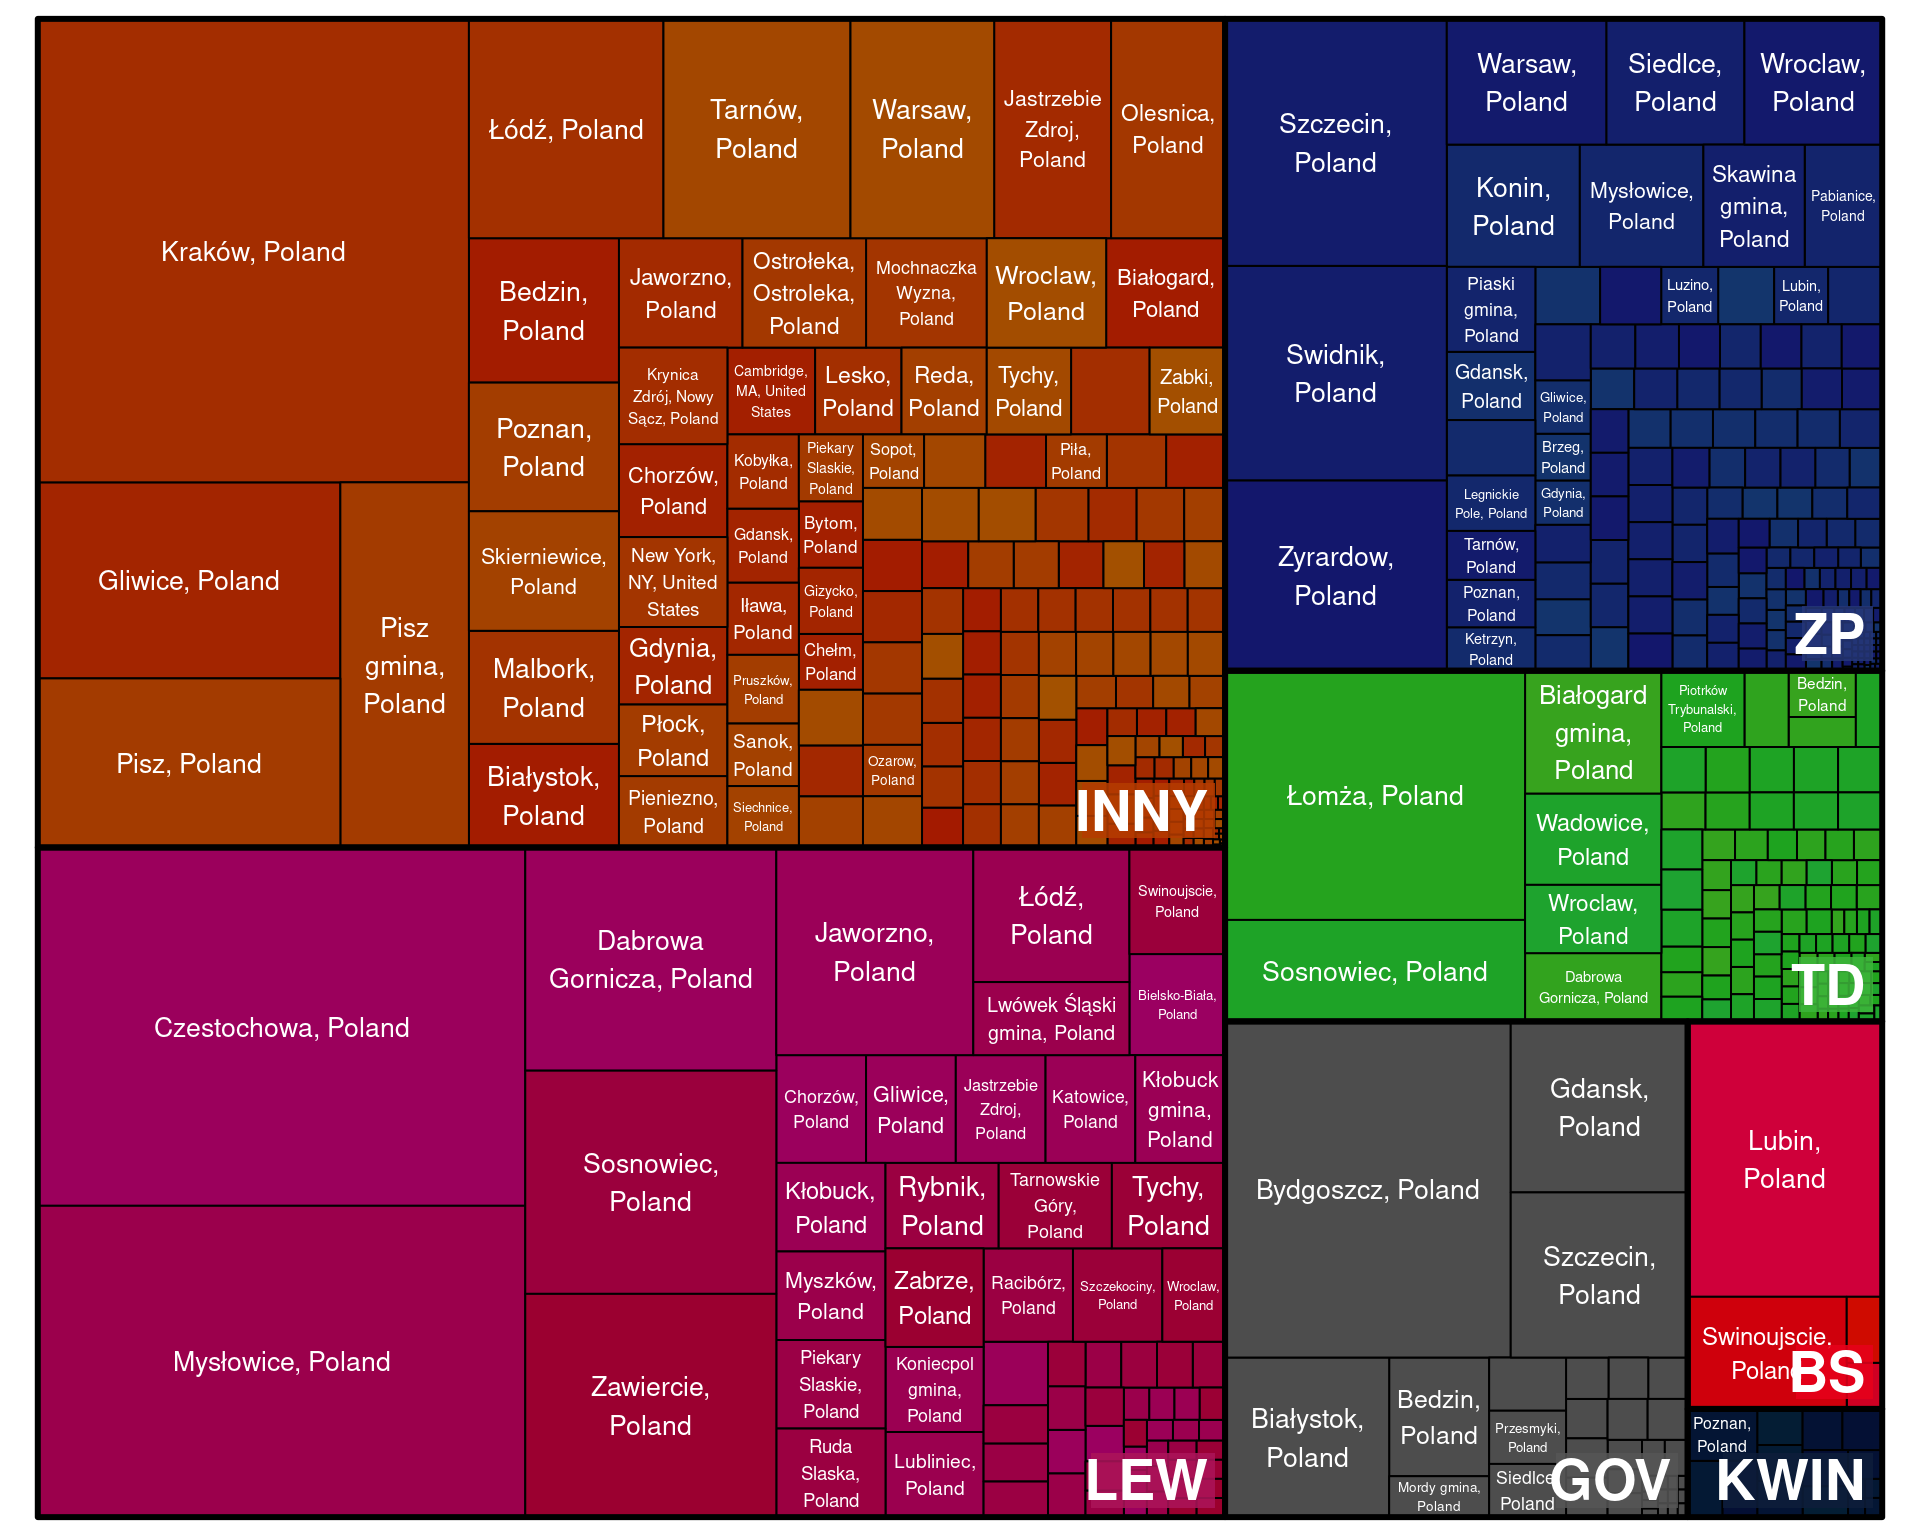 Kraków, Poland
Łódź, Poland
Tarnów,
Poland
Warsaw,
Poland
Jastrzebie
Zdroj,
Poland
Olesnica,
Poland
Bedzin,
Poland
Jaworzno,
Poland
Ostrołeka,
Ostroleka,
Poland
Mochnaczka
Wyzna,
Poland
Wroclaw,
Poland
Białogard,
Poland
Krynica
Zdrój, Nowy
Sącz, Poland
Cambridge,
MA, United
States
Lesko,
Poland
Reda,
Poland
Tychy,
Poland
Zabki,
Poland
Poznan,
Poland
Chorzów,
Poland
Kobyłka,
Poland
Piekary
Slaskie,
Poland
Sopot,
Poland
Piła,
Poland
Gliwice, Poland
Pisz
gmina,
Poland
Skierniewice,
Poland
New York,
NY, United
States
Gdansk,
Poland
Bytom,
Poland
Iława,
Poland
Gizycko,
Poland
Malbork,
Poland
Gdynia,
Poland
Pruszków,
Poland
Chełm,
Poland
Pisz, Poland
Białystok,
Poland
Płock,
Poland
Sanok,
Poland
Ozarow,
Poland
Pieniezno,
Poland
Siechnice,
Poland
INNY
Szczecin,
Poland
Warsaw,
Poland
Siedlce,
Poland
Wroclaw,
Poland
Konin,
Poland
Mysłowice,
Poland
Skawina
gmina,
Poland
Pabianice,
Poland
Swidnik,
Poland
Piaski
gmina,
Poland
Luzino,
Poland
Lubin,
Poland
Gdansk,
Poland
Gliwice,
Poland
Brzeg,
Poland
Zyrardow,
Poland
Legnickie
Pole, Poland
Gdynia,
Poland
Tarnów,
Poland
Poznan,
Poland
Ketrzyn,
Poland
ZP
Łomża, Poland
Białogard
gmina,
Poland
Piotrków
Trybunalski,
Poland
Bedzin,
Poland
Wadowice,
Poland
Wroclaw,
Poland
Sosnowiec, Poland
Dabrowa
Gornicza, Poland
TD
Czestochowa, Poland
Dabrowa
Gornicza, Poland
Jaworzno,
Poland
Łódź,
Poland
Swinoujscie,
Poland
Lwówek Śląski
gmina, Poland
Bielsko-Biała,
Poland
Chorzów,
Poland
Gliwice,
Poland
Jastrzebie
Zdroj,
Poland
Katowice,
Poland
Kłobuck
gmina,
Poland
Sosnowiec,
Poland
Kłobuck,
Poland
Rybnik,
Poland
Tarnowskie
Góry,
Poland
Tychy,
Poland
Mysłowice, Poland
Zawiercie,
Poland
Myszków,
Poland
Zabrze,
Poland
Racibórz,
Poland
Szczekociny,
Poland
Wroclaw,
Poland
Piekary
Slaskie,
Poland
Koniecpol
gmina,
Poland
Ruda
Slaska,
Poland
Lubliniec,
Poland
LEW
Bydgoszcz, Poland
Gdansk,
Poland
Szczecin,
Poland
Białystok,
Poland
Bedzin,
Poland
Przesmyki,
Poland
Mordy gmina,
Poland
Siedlce
Poland
GOV
Lubin,
Poland
Swinoujscie.
Poland
BS
Poznan,
Poland
KWIN